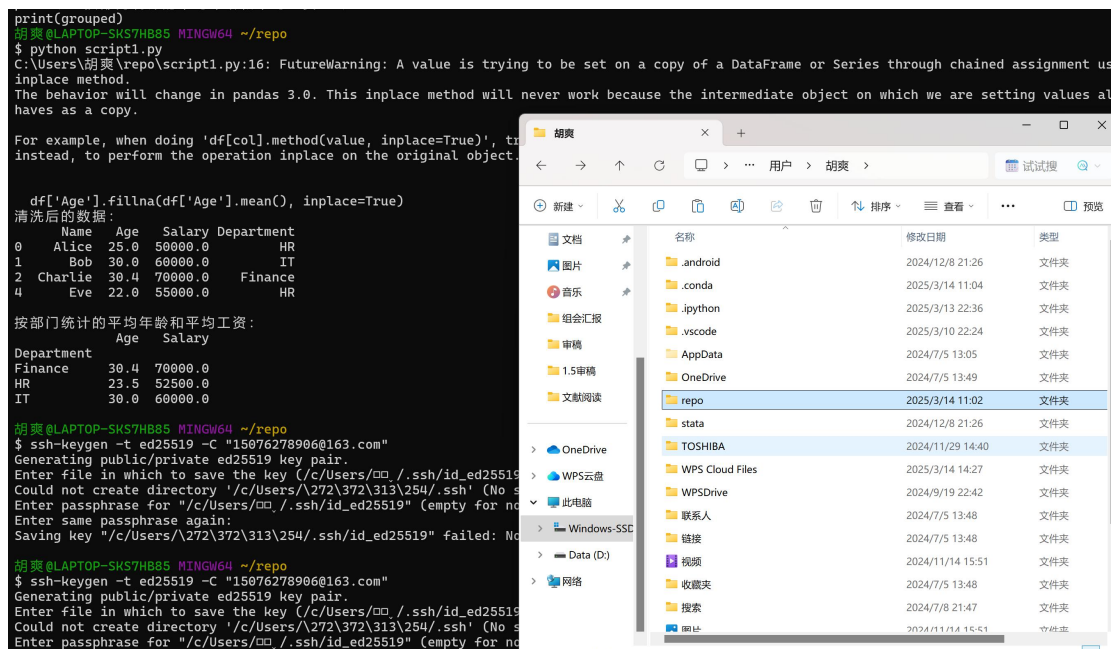 print(grouped)
胡爽@LAPTOP-SKS7HB85 MINGW64 ~/repo
$ python script1.py
C:\Users\胡爽\repo\script1.py:16: FutureWarning: A value is trying to be set on a copy of a DataFrame or Series through chained assignment us
inplace method.
The behavior will change in pandas 3.0. This inplace method will never work because the intermediate object on which we are setting values al
haves as a copy.
For example, when doing 'df[col].method(value, inplace=True)', tr
instead, to perform the operation inplace on the original object.
df['Age'].fillna(df['Age'].mean(), inplace=True)
清洗后的数据:
Name Age Salary Department
0 Alice 25.0 50000.0 HR
1 Bob 30.0 60000.0 IT
2 Charlie 30.4 70000.0 Finance
4 Eve 22.0 55000.0 HR
按部门统计的平均年龄和平均工资:
Age Salary
Department
Finance 30.4 70000.0
HR 23.5 52500.0
IT 30.0 60000.0
胡爽@LAPTOP-SKS7HB85 MINGW64 ~/repo
$ ssh-keygen -t ed25519 -C "15076278906@163.com"
Generating public/private ed25519 key pair.
Enter file in which to save the key (/c/Users/□□ˬ/.ssh/id_ed25519
Could not create directory '/c/Users/\272\372\313\254/.ssh' (No s
Enter passphrase for "/c/Users/□□ˬ/.ssh/id_ed25519" (empty for no
Enter same passphrase again:
Saving key "/c/Users/\272\372\313\254/.ssh/id_ed25519" failed: No
胡爽@LAPTOP-SKS7HB85 MINGW64 ~/repo
$ ssh-keygen -t ed25519 -C "15076278906@163.com"
Generating public/private ed25519 key pair.
Enter file in which to save the key (/c/Users/□□ˬ/.ssh/id_ed25519
Could not create directory '/c/Users/\272\372\313\254/.ssh' (No s
Enter passphrase for "/c/Users/□□ˬ/.ssh/id_ed25519" (empty for no
胡爽
用户 > 胡爽 >
试试搜
新建 排序 查看 ... 预览
文档
图片
音乐
组会汇报
审稿
1.5审稿
文献阅读
OneDrive
WPS云盘
此电脑
Windows-SSD
Data (D:)
网络
名称 修改日期 类型
.android 2024/12/8 21:26 文件夹
.conda 2025/3/14 11:04 文件夹
.ipython 2025/3/13 22:36 文件夹
.vscode 2025/3/10 22:24 文件夹
AppData 2024/7/5 13:05 文件夹
OneDrive 2024/7/5 13:49 文件夹
repo 2025/3/14 11:02 文件夹
stata 2024/12/8 21:26 文件夹
TOSHIBA 2024/11/29 14:40 文件夹
WPS Cloud Files 2025/3/14 14:27 文件夹
WPSDrive 2024/9/19 22:42 文件夹
联系人 2024/7/5 13:48 文件夹
链接 2024/7/5 13:48 文件夹
视频 2024/11/14 15:51 文件夹
收藏夹 2024/7/5 13:48 文件夹
搜索 2024/7/8 21:47 文件夹
图片 2024/11/14 15:51 文件夹